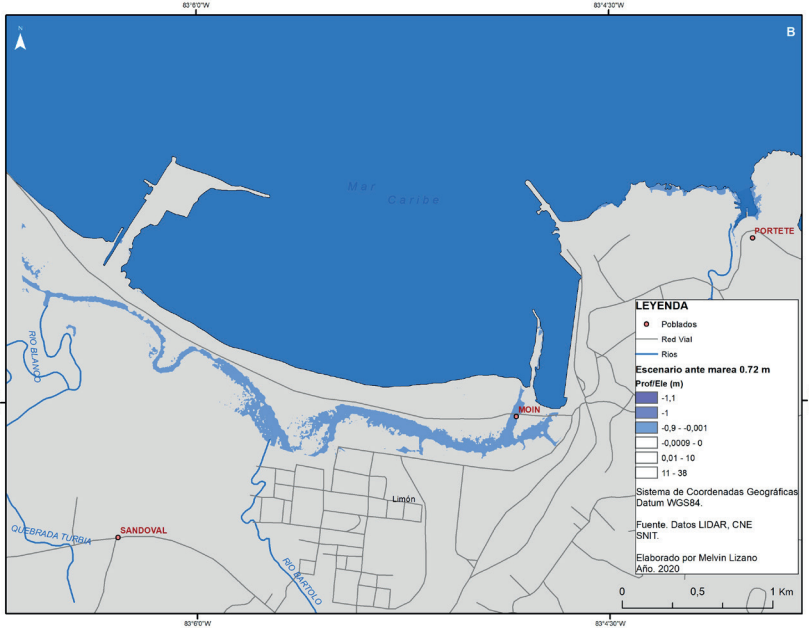 83°6'0"W
83°4'30"W
N
B
Mar
Caribe
PORTETE
RIO BLANCO
MOIN
Limón
QUEBRADA TURBIA
SANDOVAL
RIO BARTOLO
LEYENDA
Poblados
Red Vial
Rios
Escenario ante marea 0.72 m
Prof/Ele (m)
-1,1
-1
-0,9 - -0,001
-0,0009 - 0
0,01 - 10
11 - 38
Sistema de Coordenadas Geográficas
Datum WGS84.
Fuente. Datos LIDAR, CNE
SNIT.
Elaborado por Melvin Lizano
Año. 2020
0 0,5 1 Km
83°6'0"W
83°4'30"W